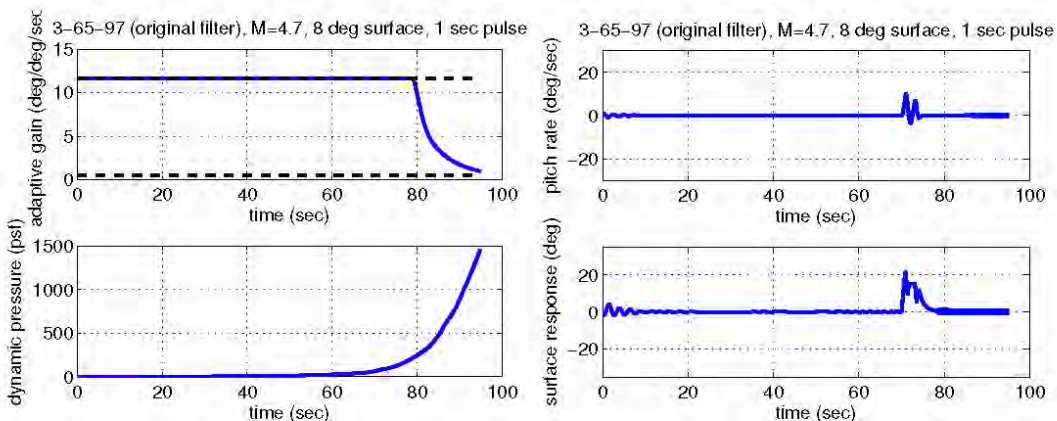 3-65-97 (original filter), M=4.7, 8 deg surface, 1 sec pulse
adaptive gain (deg/deg/sec
15
10
5
0
0 20 40 60 80 100
time (sec)
3-65-97 (original filter), M=4.7, 8 deg surface, 1 sec pulse
pitch rate (deg/sec)
20
0
-20
0 20 40 60 80 100
time (sec)
dynamic pressure (psf)
1500
1000
500
0
0 20 40 60 80 100
time (sec)
surface response (deg)
20
0
-20
0 20 40 60 80 100
time (sec)